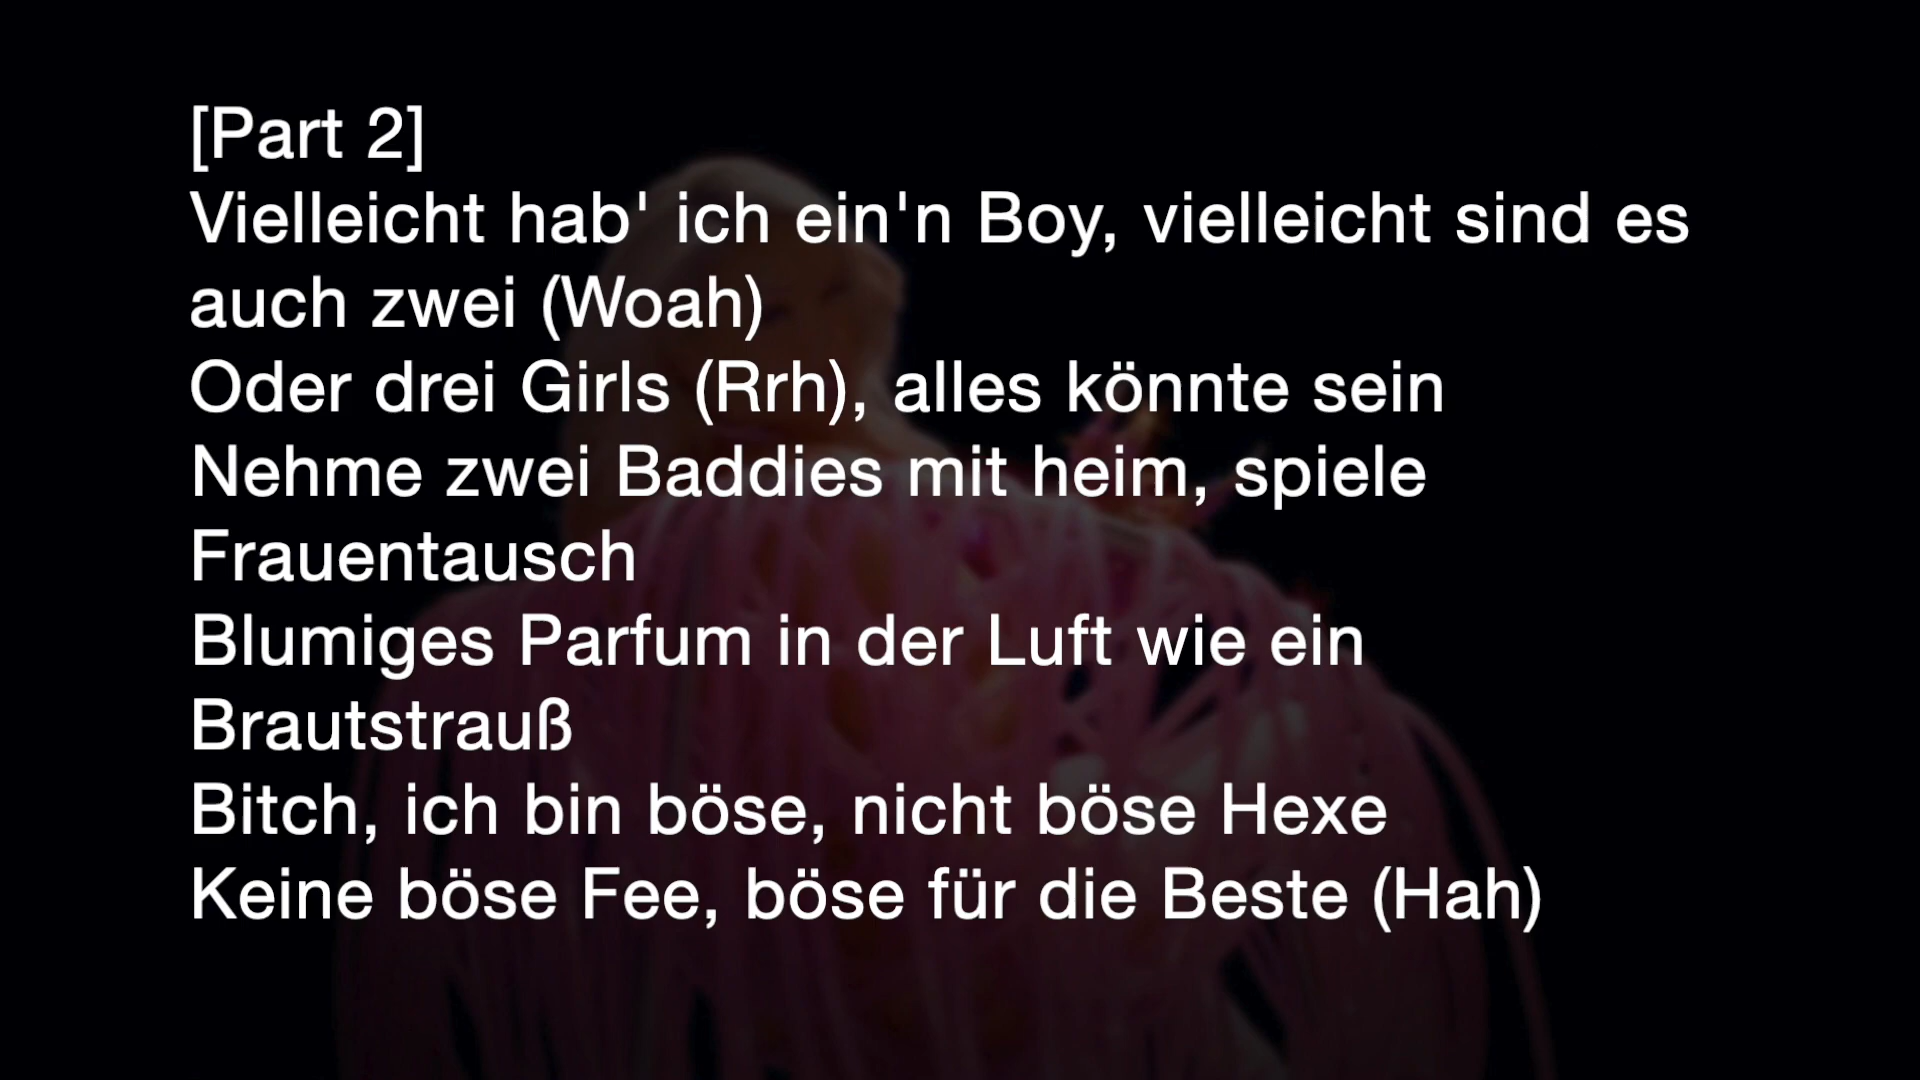 [Part 2]
Vielleicht hab' ich ein'n Boy, vielleicht sind es
auch zwei (Woah)
Oder drei Girls (Rrh), alles könnte sein
Nehme zwei Baddies mit heim, spiele
Frauentausch
Blumiges Parfum in der Luft wie ein
Brautstrauß
Bitch, ich bin böse, nicht böse Hexe
Keine böse Fee, böse für die Beste (Hah)